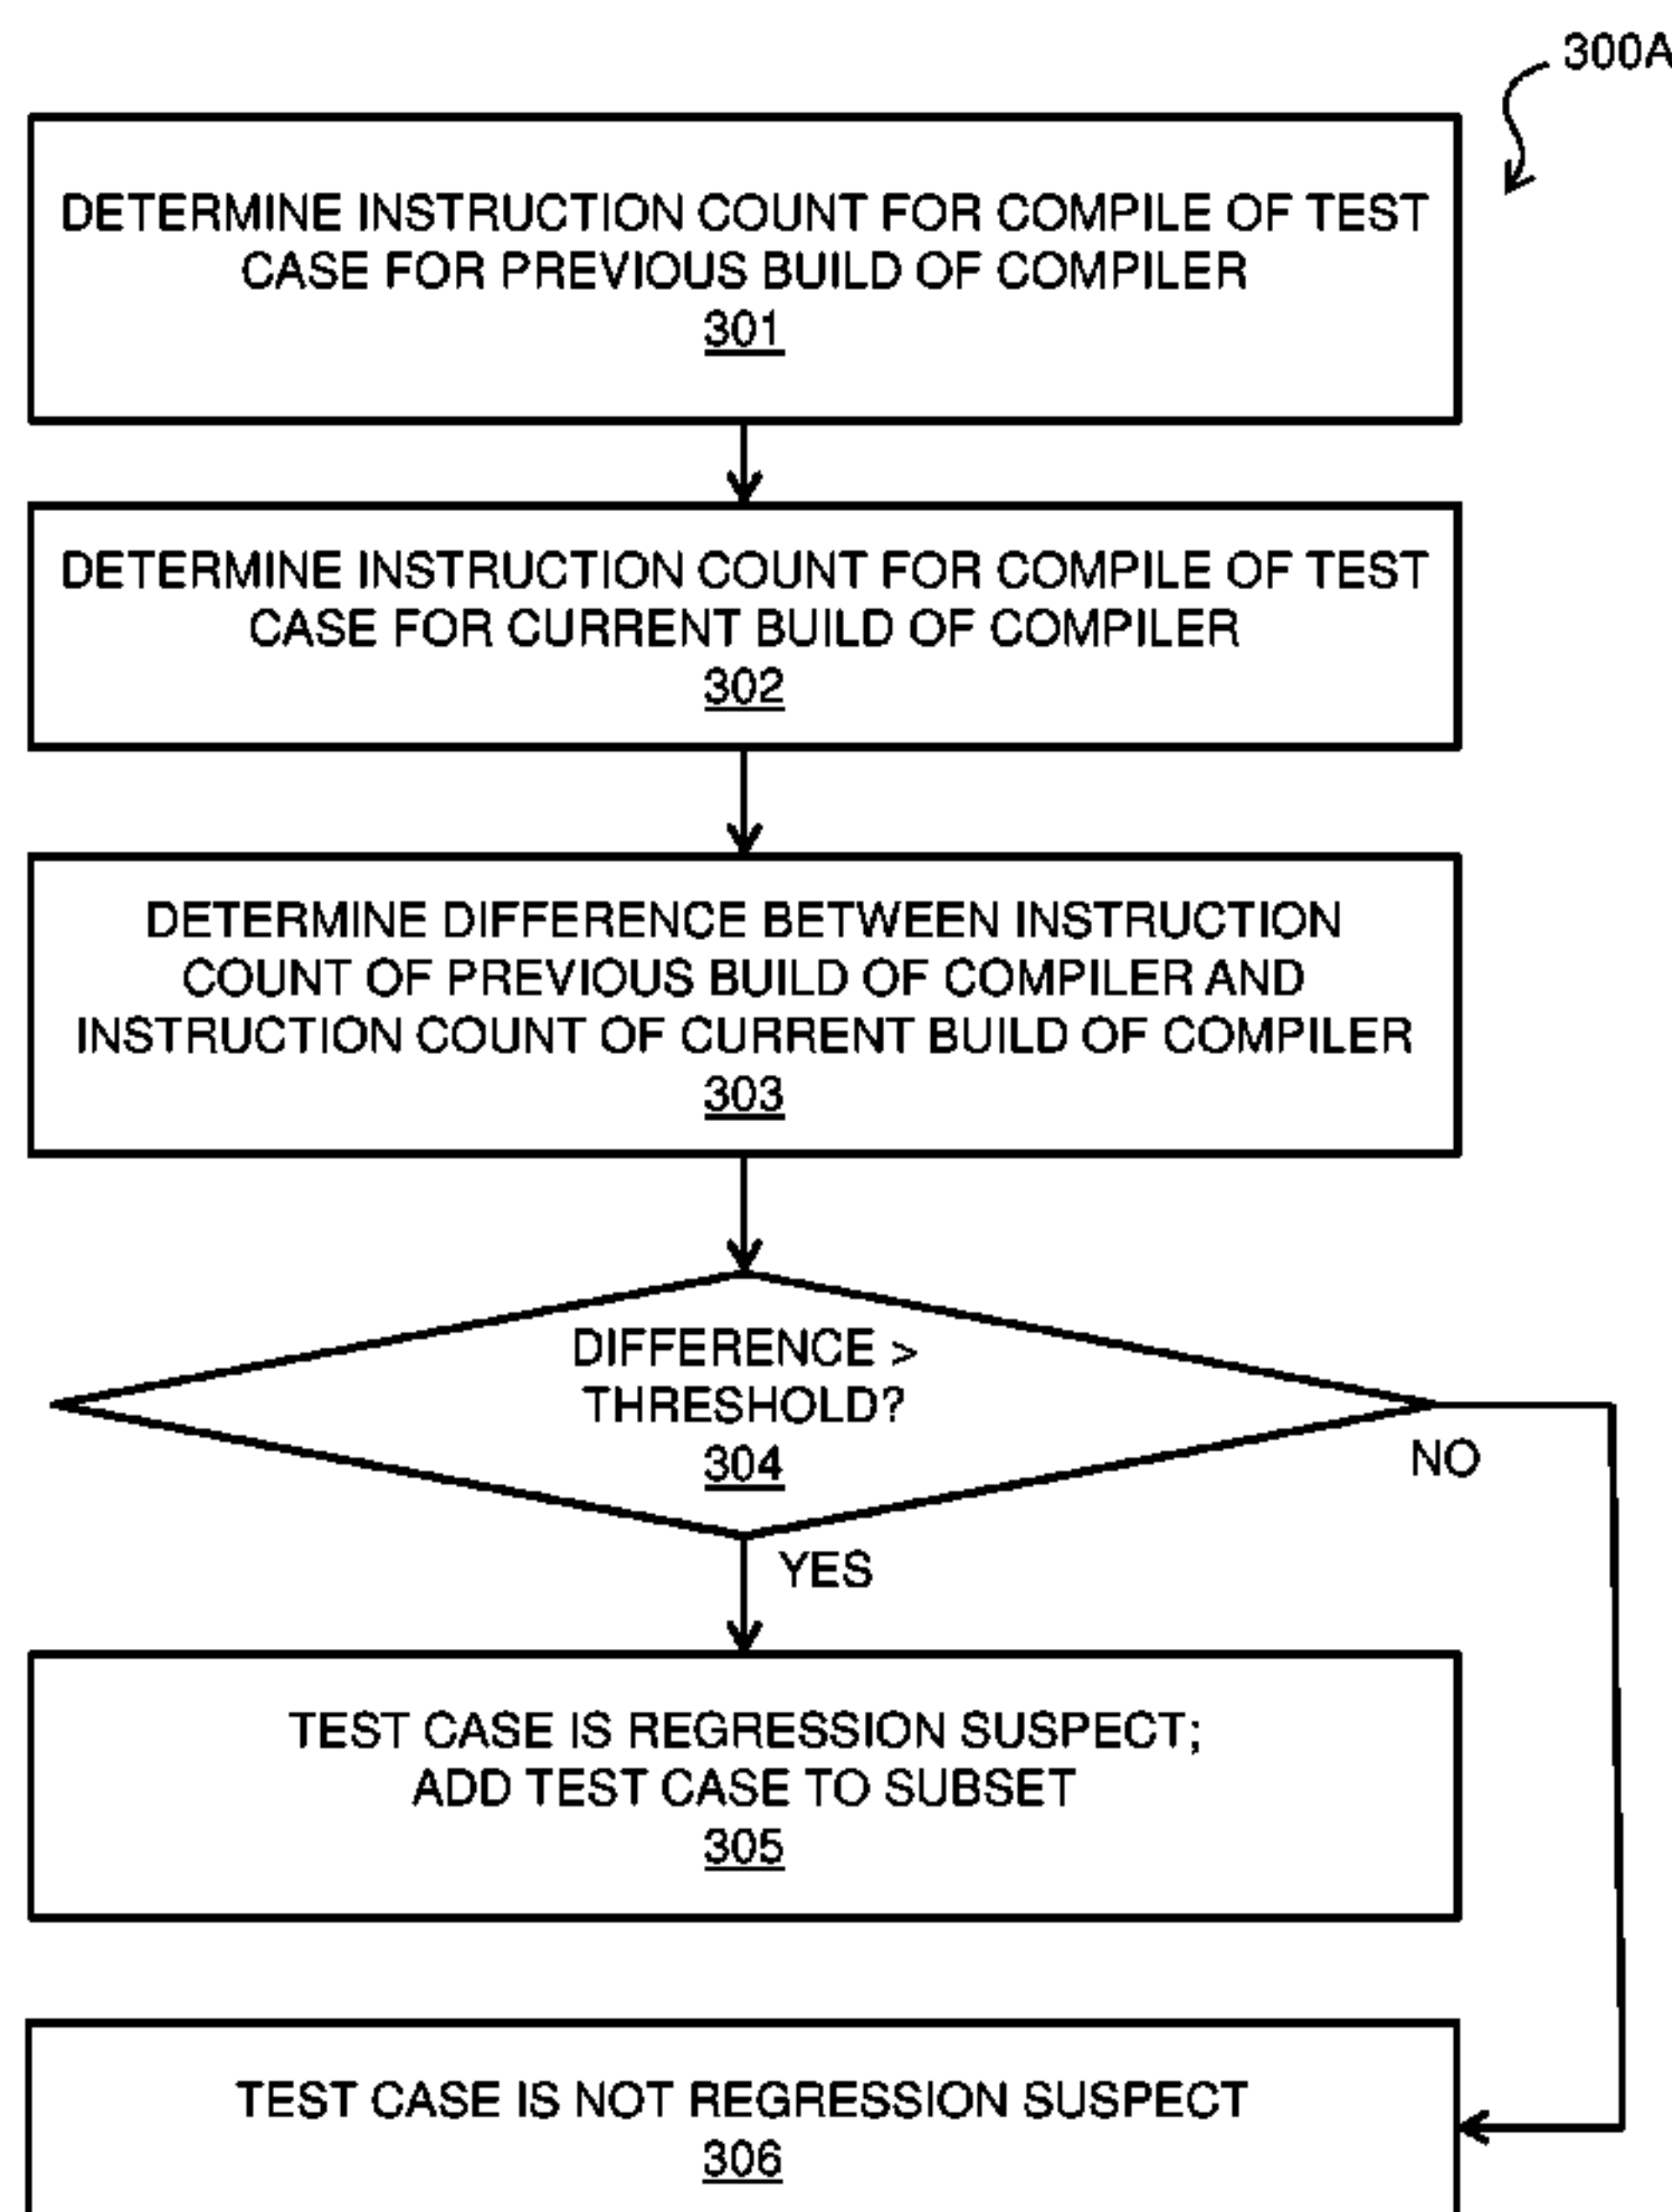 300A
DETERMINE INSTRUCTION COUNT FOR COMPILE OF TEST
CASE FOR PREVIOUS BUILD OF COMPILER
301
DETERMINE INSTRUCTION COUNT FOR COMPILE OF TEST
CASE FOR CURRENT BUILD OF COMPILER
302
DETERMINE DIFFERENCE BETWEEN INSTRUCTION
COUNT OF PREVIOUS BUILD OF COMPILER AND
INSTRUCTION COUNT OF CURRENT BUILD OF COMPILER
303
DIFFERENCE >
THRESHOLD?
304
NO
YES
TEST CASE IS REGRESSION SUSPECT;
ADD TEST CASE TO SUBSET
305
TEST CASE IS NOT REGRESSION SUSPECT
306